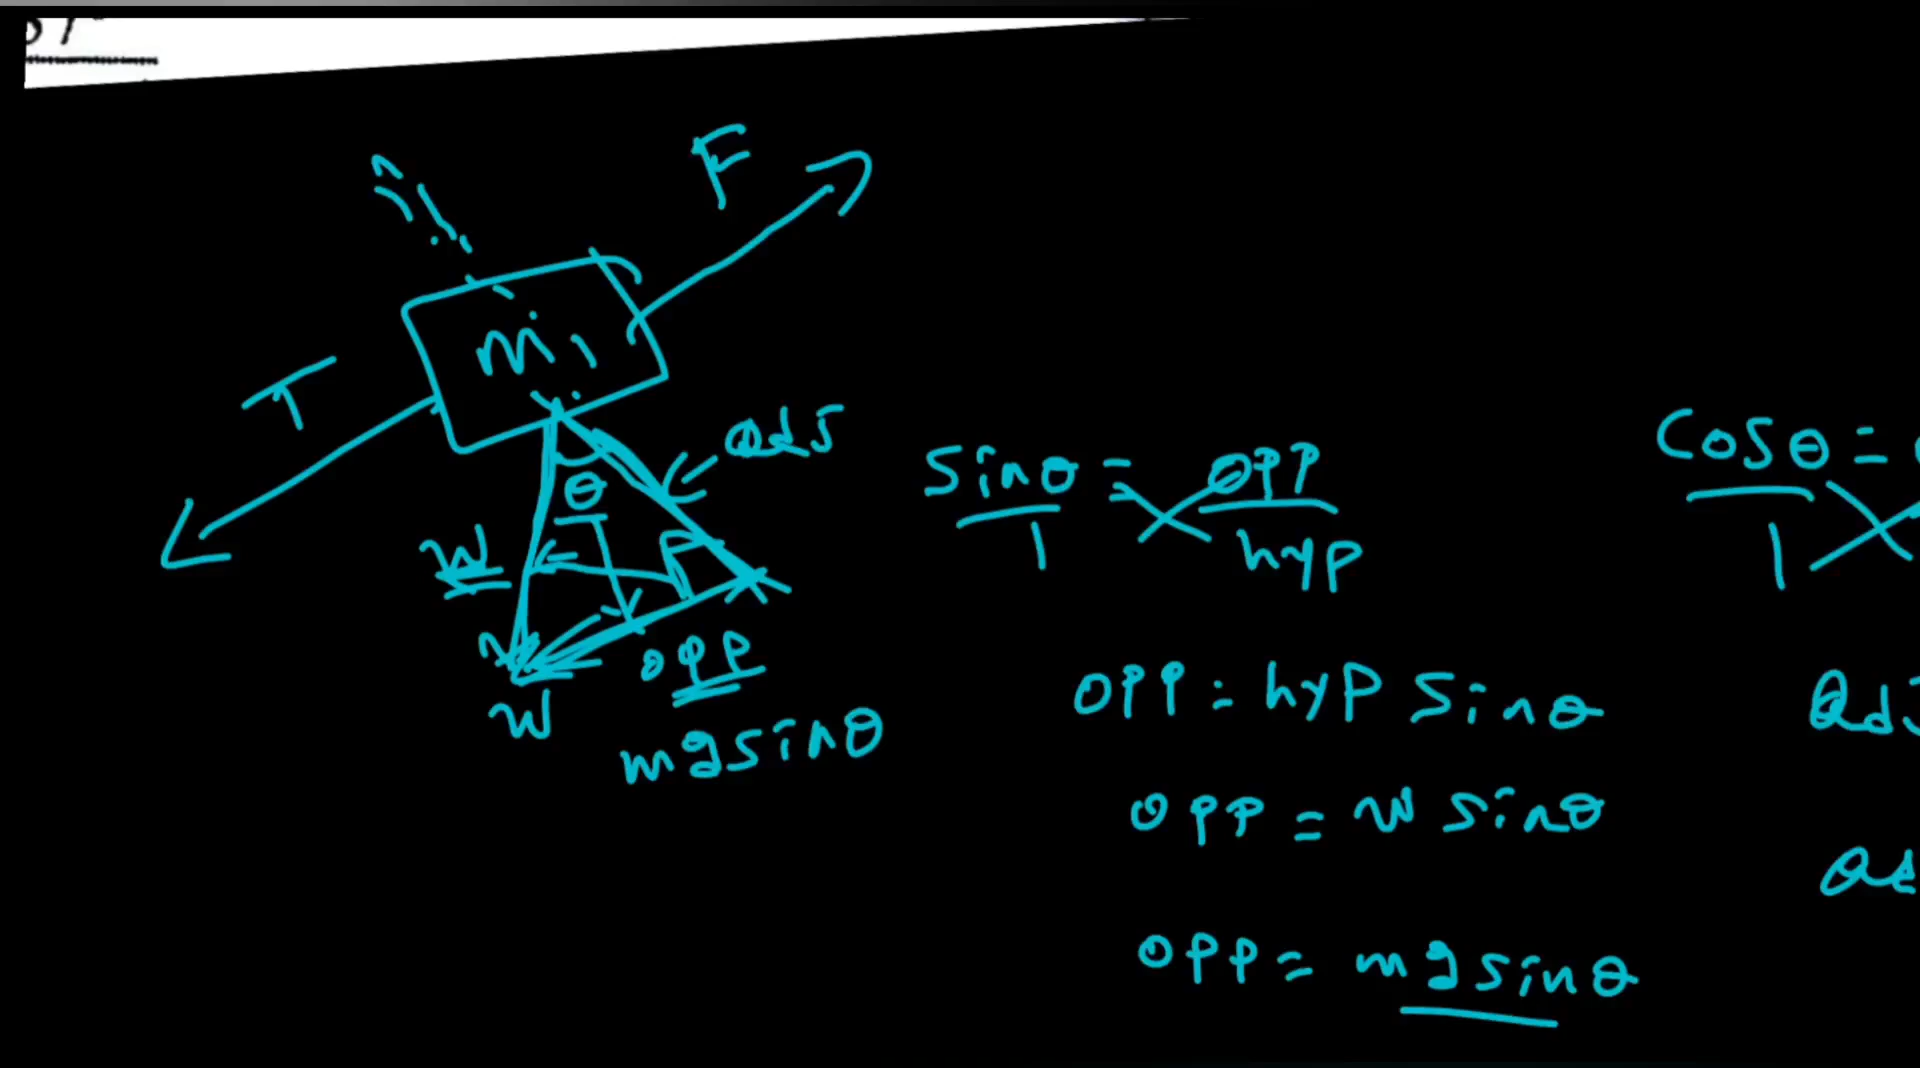 F
m₁
T
adj
θ
W
opp
W
mgsinθ
Sinθ = opp
1 hyp
opp = hyp Sinθ
opp = W sinθ
opp = mgsinθ
Cosθ =
1